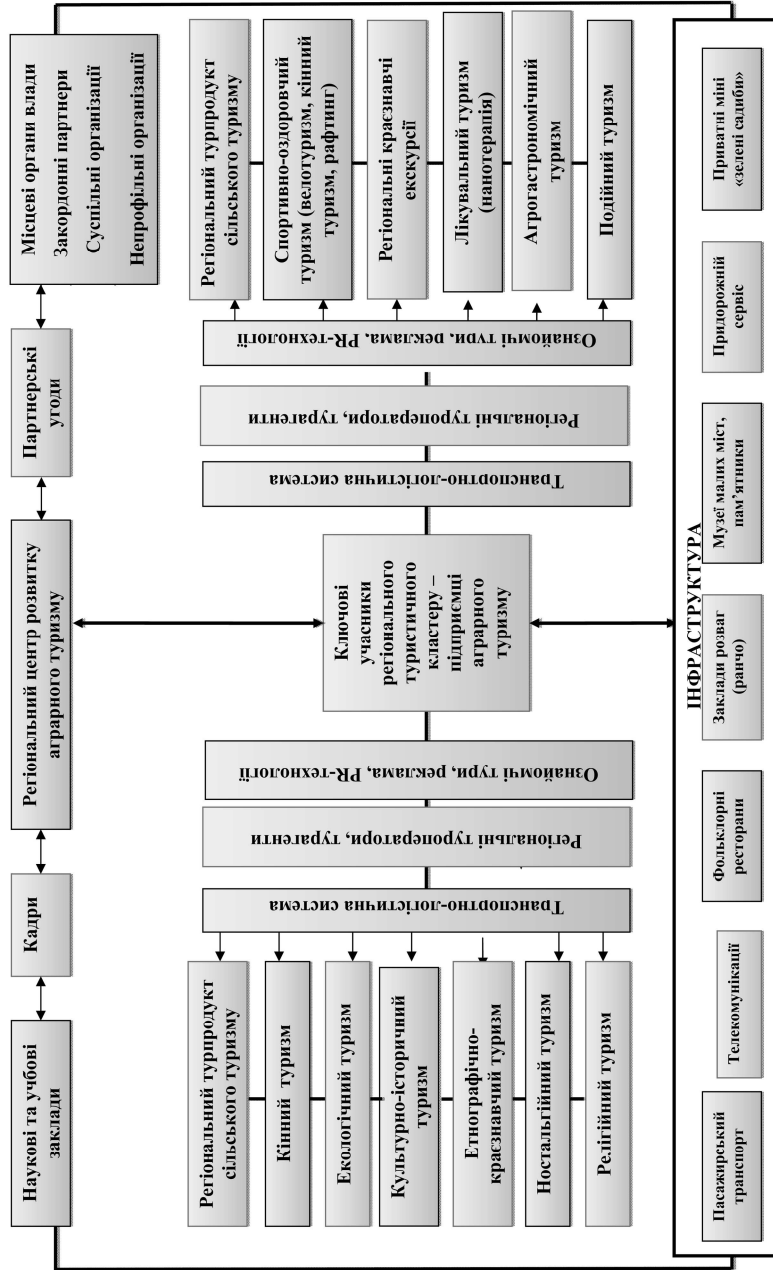 Наукові та учбові
заклади
Кадри
Регіональний центр розвитку
аграрного туризму
Партнерські
угоди
Місцеві органи влади
Закордонні партнери
Суспільні організації
Непрофільні організації
Регіональний турпродукт
сільського туризму
Кінний туризм
Екологічний туризм
Культурно-історичний
туризм
Етнографічно-
краєзнавчий туризм
Ностальгійний туризм
Релігійний туризм
Транспортно-логістична
система
Регіональні туроператори, турагенти
Ознайомчі тури, реклама, PR-технології
Ключові
учасники
регіонального
туристичного
кластеру –
підприємці
аграрного
туризму
Транспортно-логістична система
Регіональні туроператори, турагенти
Ознайомчі тури, реклама, PR-технології
Регіональний турпродукт
сільського туризму
Спортивно-оздоровчий
туризм (велотуризм, кінний
туризм, рафтинг)
Регіональні краєзнавчі
екскурсії
Лікувальний туризм
(нанотерапія)
Агрогастрономічний
туризм
Подійний туризм
ІНФРАСТРУКТУРА
Пасажирський
транспорт
Телекомунікації
Фольклорні
ресторани
Заклади розваг
(ранчо)
Музеї малих міст,
пам’ятники
Придорожній
сервіс
Приватні міні
«зелені садиби»